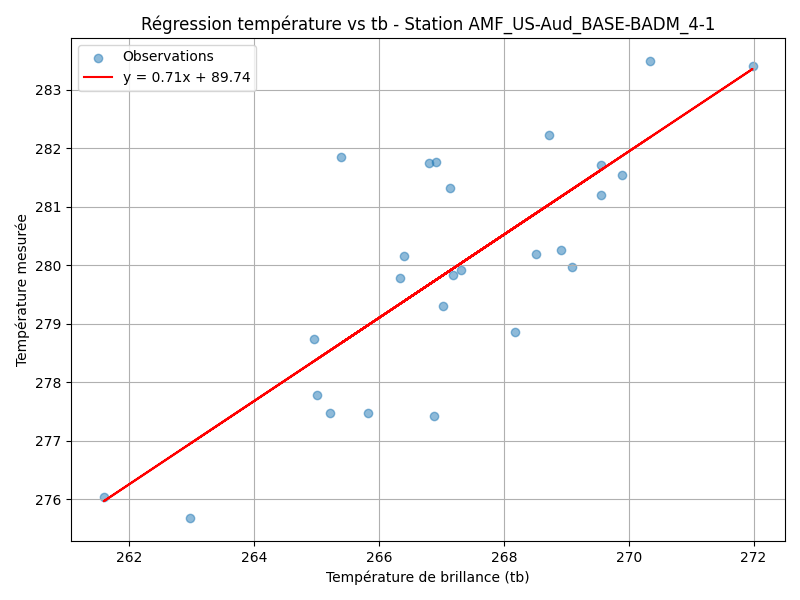 Régression température vs tb - Station AMF_US-Aud_BASE-BADM_4-1
Observations
y = 0.71x + 89.74
Température mesurée
283
282
281
280
279
278
277
276
262 264 266 268 270 272
Température de brillance (tb)